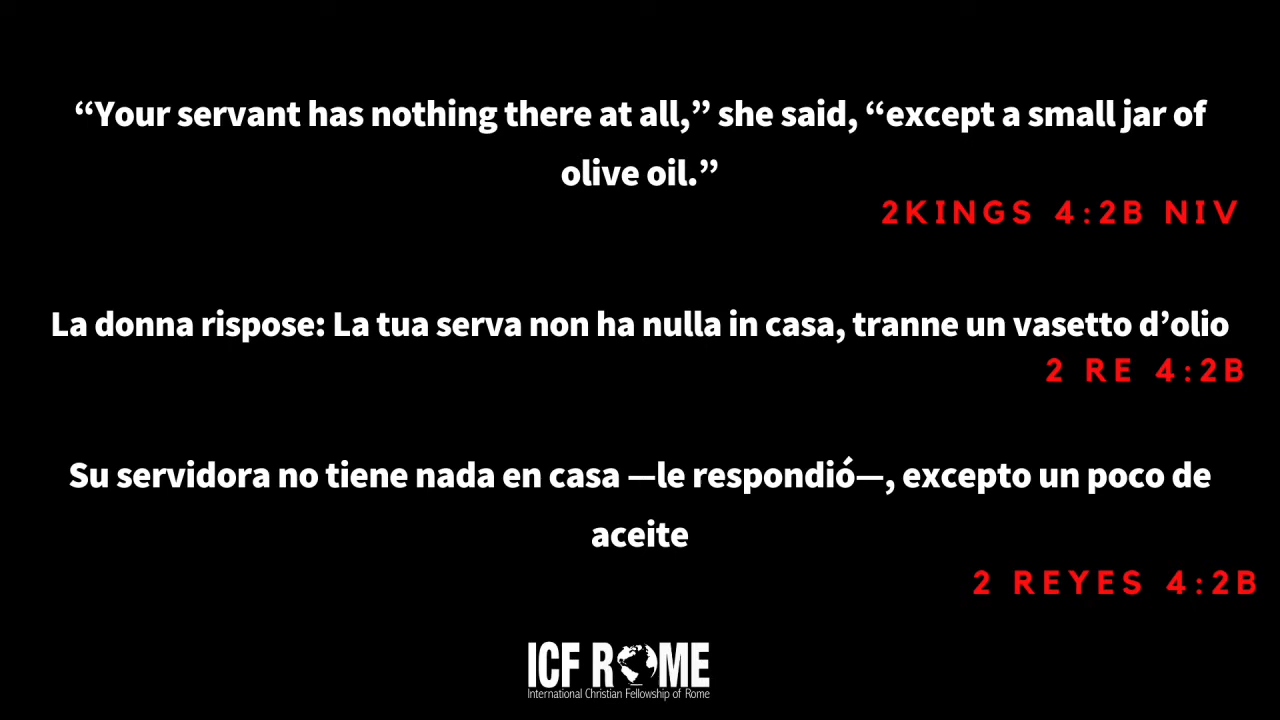 “Your servant has nothing there at all,” she said, “except a small jar of
olive oil.”
2KINGS 4:2B NIV
La donna rispose: La tua serva non ha nulla in casa, tranne un vasetto d’olio
2 RE 4:2B
Su servidora no tiene nada en casa —le respondió—, excepto un poco de
aceite
2 REYES 4:2B
ICF ROME
International Christian Fellowship of Rome